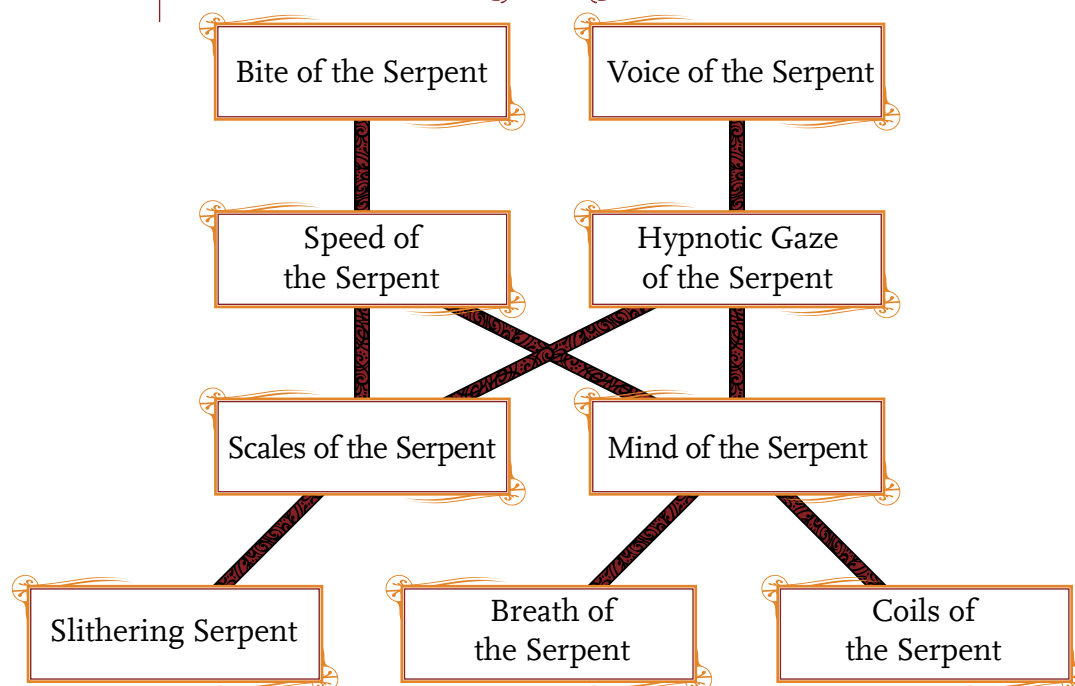 Bite of the Serpent
Voice of the Serpent
Speed of
the Serpent
Hypnotic Gaze
of the Serpent
Scales of the Serpent
Mind of the Serpent
Slithering Serpent
Breath of
the Serpent
Coils of
the Serpent